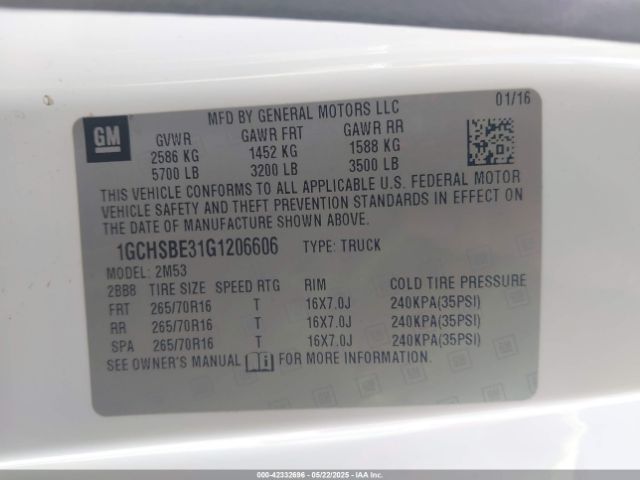 GM
MFD BY GENERAL MOTORS LLC 01/16
GVWR GAWR FRT GAWR RR
2586 KG 1452 KG 1588 KG
5700 LB 3200 LB 3500 LB
THIS VEHICLE CONFORMS TO ALL APPLICABLE U.S. FEDERAL MOTOR
VEHICLE SAFETY AND THEFT PREVENTION STANDARDS IN EFFECT ON
THE DATE OF MANUFACTURE SHOWN ABOVE.
1GCHSBE31G1206606 TYPE: TRUCK
MODEL: 2M53
2BB8 TIRE SIZE SPEED RTG RIM COLD TIRE PRESSURE
FRT 265/70R16 T 16X7.0J 240KPA(35PSI)
RR 265/70R16 T 16X7.0J 240KPA(35PSI)
SPA 265/70R16 T 16X7.0J 240KPA(35PSI)
SEE OWNER'S MANUAL FOR MORE INFORMATION.
000-42332696 - 05/22/2025 - IAAI.CA